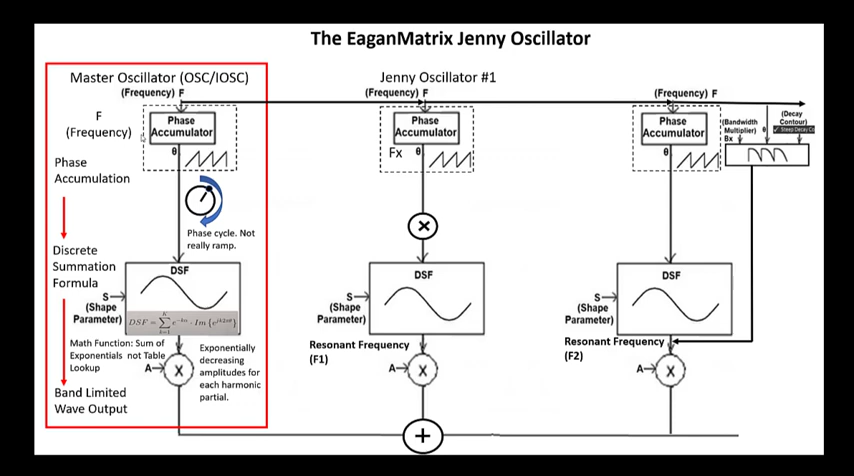 The EaganMatrix Jenny Oscillator
Master Oscillator (OSC/IOSC)
(Frequency) F
F
(Frequency)
Phase
Accumulator
θ
Phase
Accumulation
Phase cycle. Not
really ramp.
Discrete
Summation
Formula
DSF
S
(Shape
Parameter)
Math Function: Sum of
Exponentials not Table
Lookup
Exponentially
decreasing
amplitudes for
each harmonic
partial.
A
X
Band Limited
Wave Output
Jenny Oscillator #1
(Frequency) F
Phase
Accumulator
Fx θ
X
DSF
S
(Shape
Parameter)
Resonant Frequency
(F1)
A
X
+
(Frequency) F
Phase
Accumulator
θ
(Bandwidth
Multiplier)
Bx
θ
(Decay
Contour)
DSF
S
(Shape
Parameter)
Resonant Frequency
(F2)
A
X